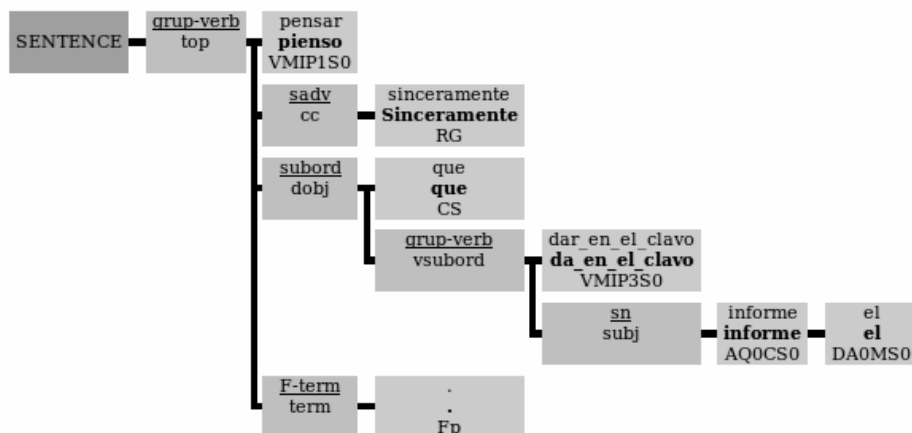 SENTENCE
grup-verb
top
pensar
pienso
VMIP1S0
sadv
cc
sinceramente
Sinceramente
RG
subord
dobj
que
que
CS
grup-verb
vsubord
dar_en_el_clavo
da_en_el_clavo
VMIP3S0
sn
subj
informe
informe
AQ0CS0
el
el
DA0MS0
F-term
term
.
.
Fp